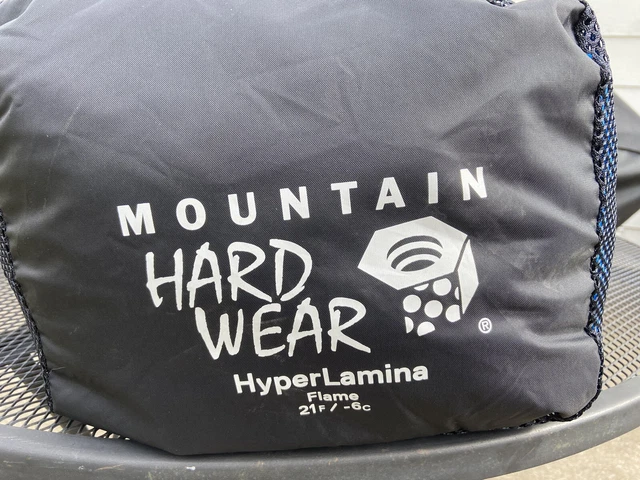 MOUNTAIN
HARD
WEAR
®
HyperLamina
Flame
21F / -6C